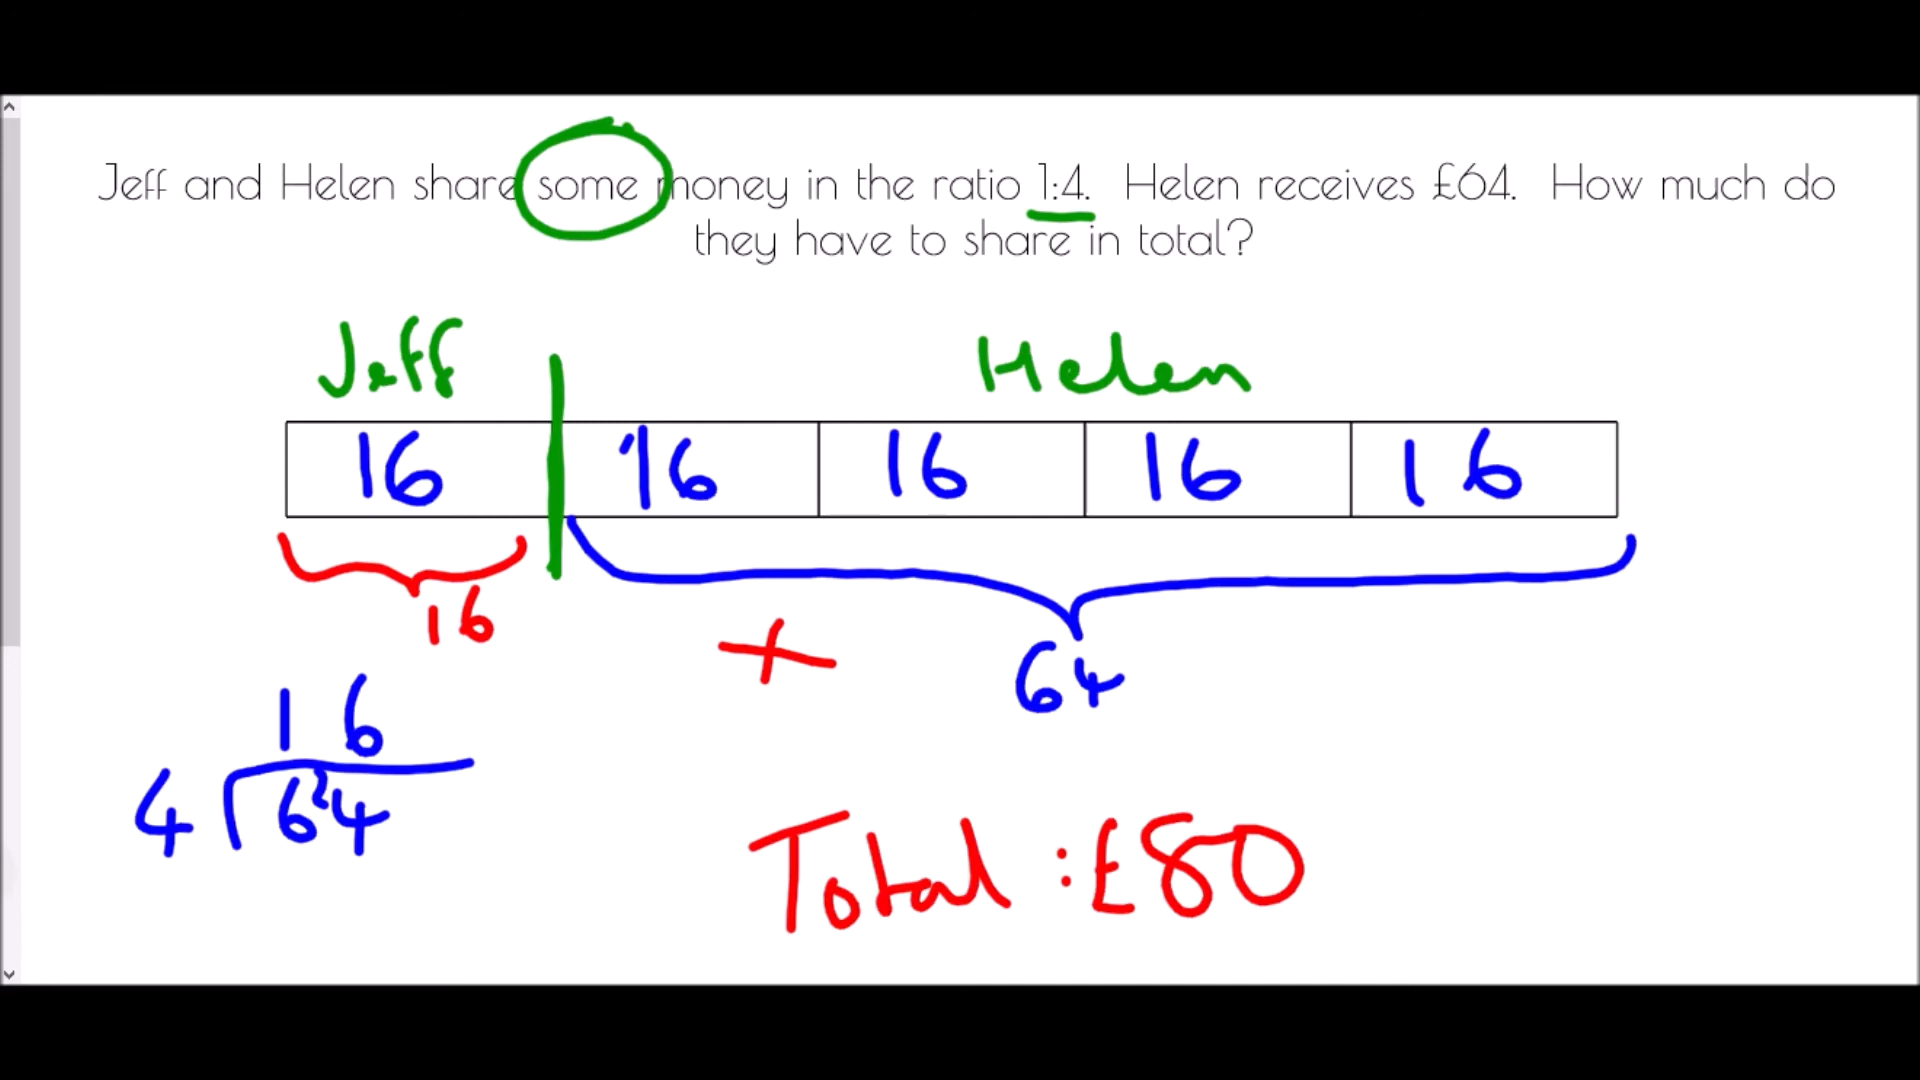 Jeff and Helen share some money in the ratio 1:4. Helen receives £64. How much do
they have to share in total?
Jeff Helen
16 16 16 16 16
16 + 64
16
4 6²4
Total : £80